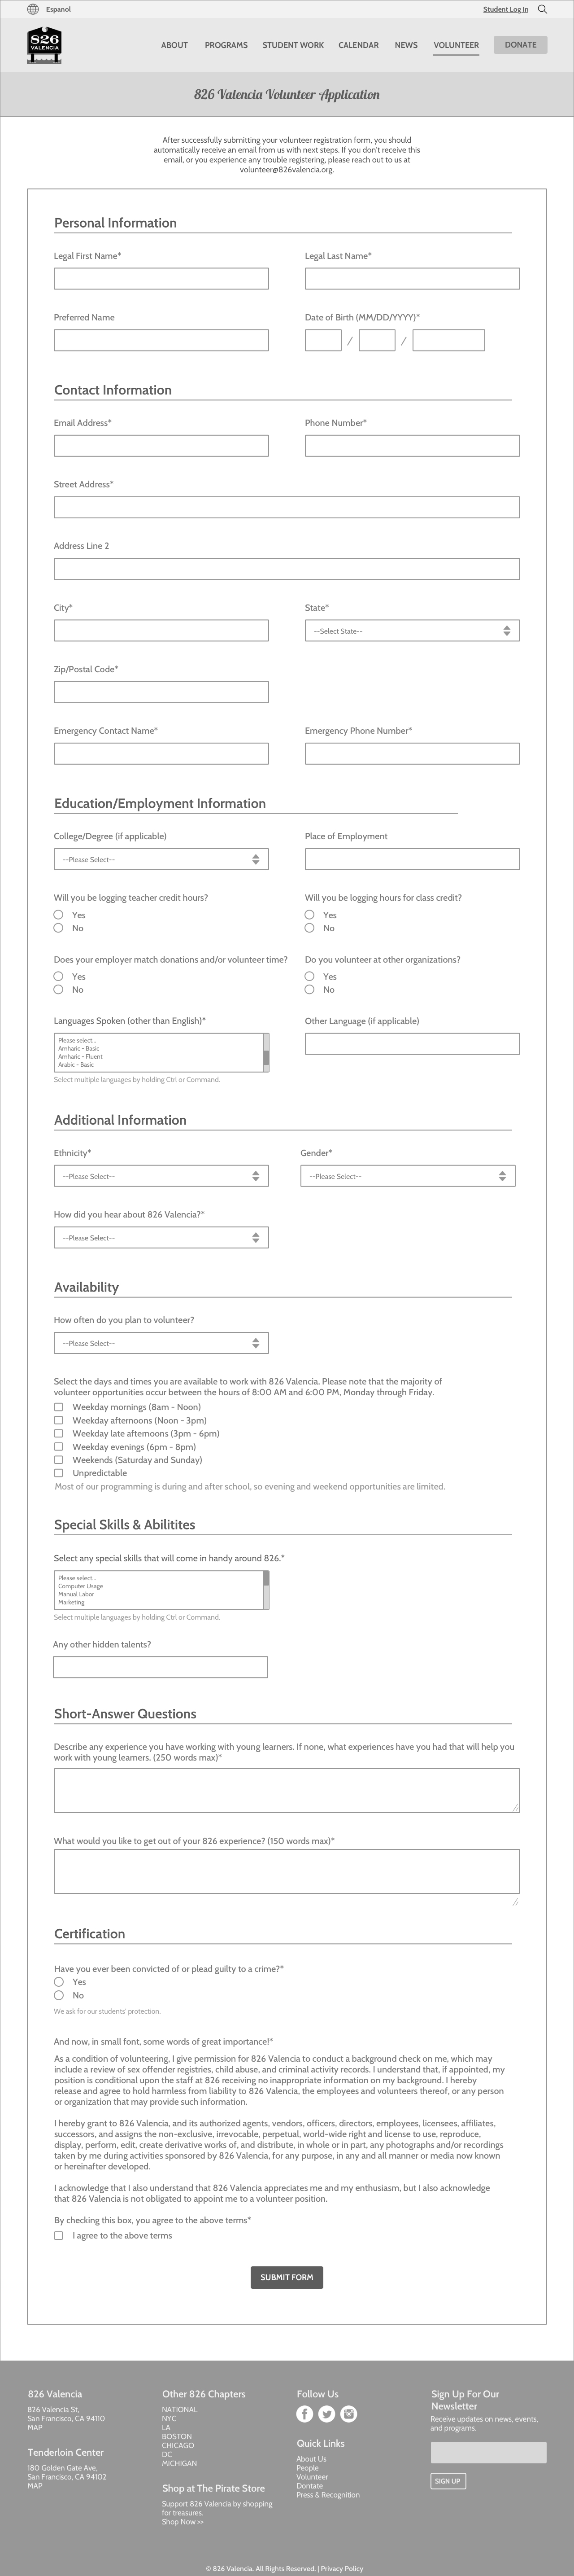 Espanol
Student Log In
826
VALENCIA
ABOUT PROGRAMS STUDENT WORK CALENDAR NEWS VOLUNTEER DONATE
826 Valencia Volunteer Application
After successfully submitting your volunteer registration form, you should
automatically receive an email from us with next steps. If you don't receive this
email, or you experience any trouble registering, please reach out to us at
volunteer@826valencia.org.
Personal Information
Legal First Name* Legal Last Name*
Preferred Name Date of Birth (MM/DD/YYYY)*
/ /
Contact Information
Email Address* Phone Number*
Street Address*
Address Line 2
City* State*
--Select State--
Zip/Postal Code*
Emergency Contact Name* Emergency Phone Number*
Education/Employment Information
College/Degree (if applicable) Place of Employment
--Please Select--
Will you be logging teacher credit hours? Will you be logging hours for class credit?
Yes Yes
No No
Does your employer match donations and/or volunteer time? Do you volunteer at other organizations?
Yes Yes
No No
Languages Spoken (other than English)* Other Language (if applicable)
Please select...
Amharic - Basic
Amharic - Fluent
Arabic - Basic
Select multiple languages by holding Ctrl or Command.
Additional Information
Ethnicity* Gender*
--Please Select-- --Please Select--
How did you hear about 826 Valencia?*
--Please Select--
Availability
How often do you plan to volunteer?
--Please Select--
Select the days and times you are available to work with 826 Valencia. Please note that the majority of
volunteer opportunities occur between the hours of 8:00 AM and 6:00 PM, Monday through Friday.
Weekday mornings (8am - Noon)
Weekday afternoons (Noon - 3pm)
Weekday late afternoons (3pm - 6pm)
Weekday evenings (6pm - 8pm)
Weekends (Saturday and Sunday)
Unpredictable
Most of our programming is during and after school, so evening and weekend opportunities are limited.
Special Skills & Abilitites
Select any special skills that will come in handy around 826.*
Please select...
Computer Usage
Manual Labor
Marketing
Select multiple languages by holding Ctrl or Command.
Any other hidden talents?
Short-Answer Questions
Describe any experience you have working with young learners. If none, what experiences have you had that will help you
work with young learners. (250 words max)*
What would you like to get out of your 826 experience? (150 words max)*
Certification
Have you ever been convicted of or plead guilty to a crime?*
Yes
No
We ask for our students' protection.
And now, in small font, some words of great importance!*
As a condition of volunteering, I give permission for 826 Valencia to conduct a background check on me, which may
include a review of sex offender registries, child abuse, and criminal activity records. I understand that, if appointed, my
position is conditional upon the staff at 826 receiving no inappropriate information on my background. I hereby
release and agree to hold harmless from liability to 826 Valencia, the employees and volunteers thereof, or any person
or organization that may provide such information.
I hereby grant to 826 Valencia, and its authorized agents, vendors, officers, directors, employees, licensees, affiliates,
successors, and assigns the non-exclusive, irrevocable, perpetual, world-wide right and license to use, reproduce,
display, perform, edit, create derivative works of, and distribute, in whole or in part, any photographs and/or recordings
taken by me during activities sponsored by 826 Valencia, for any purpose, in any and all manner or media now known
or hereinafter developed.
I acknowledge that I also understand that 826 Valencia appreciates me and my enthusiasm, but I also acknowledge
that 826 Valencia is not obligated to appoint me to a volunteer position.
By checking this box, you agree to the above terms*
I agree to the above terms
SUBMIT FORM
826 Valencia
826 Valencia St,
San Francisco, CA 94110
MAP
Tenderloin Center
180 Golden Gate Ave,
San Francisco, CA 94102
MAP
Other 826 Chapters
NATIONAL
NYC
LA
BOSTON
CHICAGO
DC
MICHIGAN
Shop at The Pirate Store
Support 826 Valencia by shopping
for treasures,
Shop Now >>
Follow Us
Quick Links
About Us
People
Volunteer
Dontate
Press & Recognition
Sign Up For Our
Newsletter
Receive updates on news, events,
and programs.
SIGN UP
© 826 Valencia. All Rights Reserved. | Privacy Policy